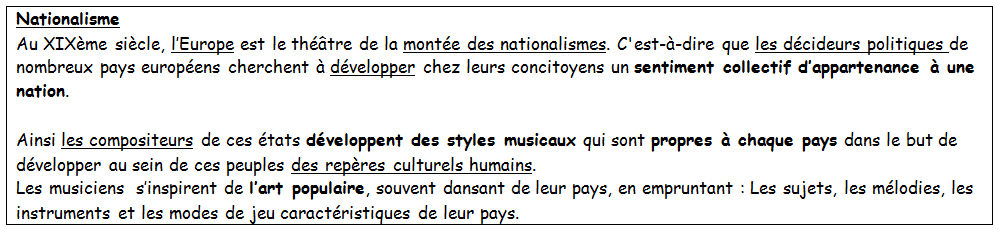 Nationalisme
Au XIXème siècle, l'Europe est le théâtre de la montée des nationalismes. C'est-à-dire que les décideurs politiques de
nombreux pays européens cherchent à développer chez leurs concitoyens un sentiment collectif d'appartenance à une
nation.
Ainsi les compositeurs de ces états développent des styles musicaux qui sont propres à chaque pays dans le but de
développer au sein de ces peuples des repères culturels humains.
Les musiciens s'inspirent de l'art populaire, souvent dansant de leur pays, en empruntant : Les sujets, les mélodies, les
instruments et les modes de jeu caractéristiques de leur pays.